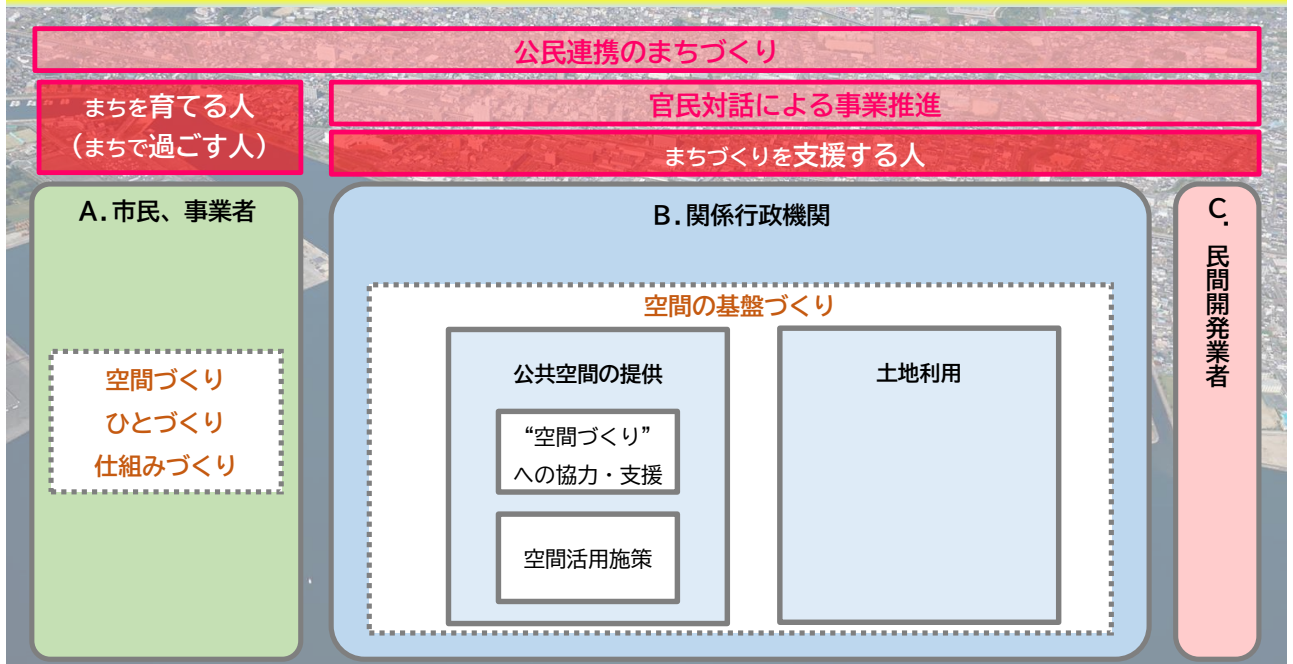 公民連携のまちづくり
まちを育てる人
（まちで過ごす人）
官民対話による事業推進
まちづくりを支援する人
A.市民、事業者
空間づくり
ひとづくり
仕組みづくり
B.関係行政機関
空間の基盤づくり
公共空間の提供
“空間づくり”
への協力・支援
空間活用施策
土地利用
C.民間開発業者